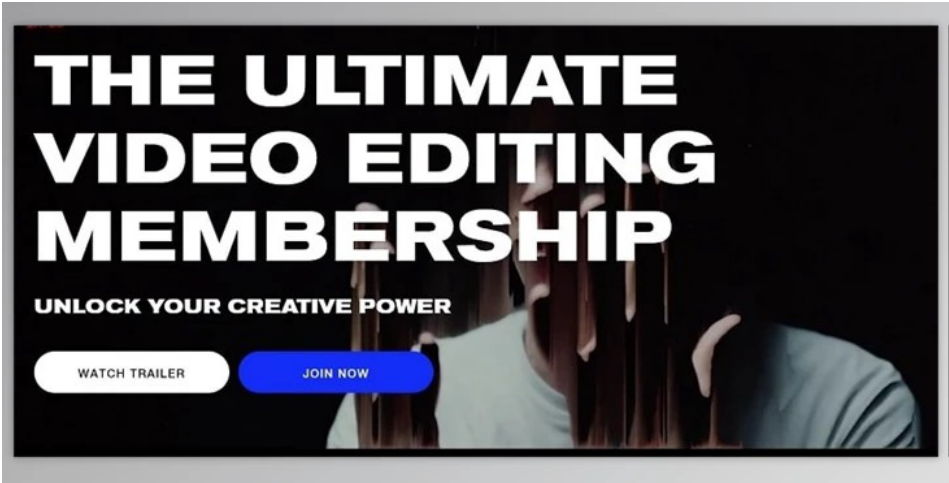 THE ULTIMATE
VIDEO EDITING
MEMBERSHIP
UNLOCK YOUR CREATIVE POWER
WATCH TRAILER
JOIN NOW